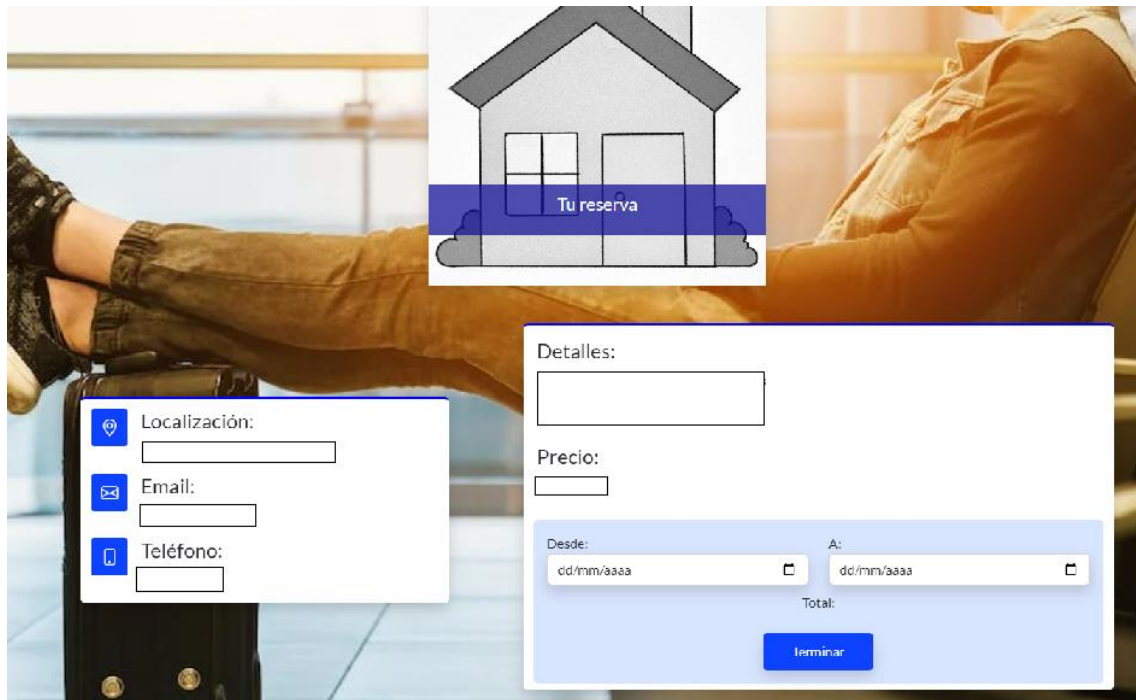 Tu reserva
Localización:
Email:
Teléfono:
Detalles:
Precio:
Desde:
A:
dd/mm/aaaa
dd/mm/aaaa
Total:
Terminar